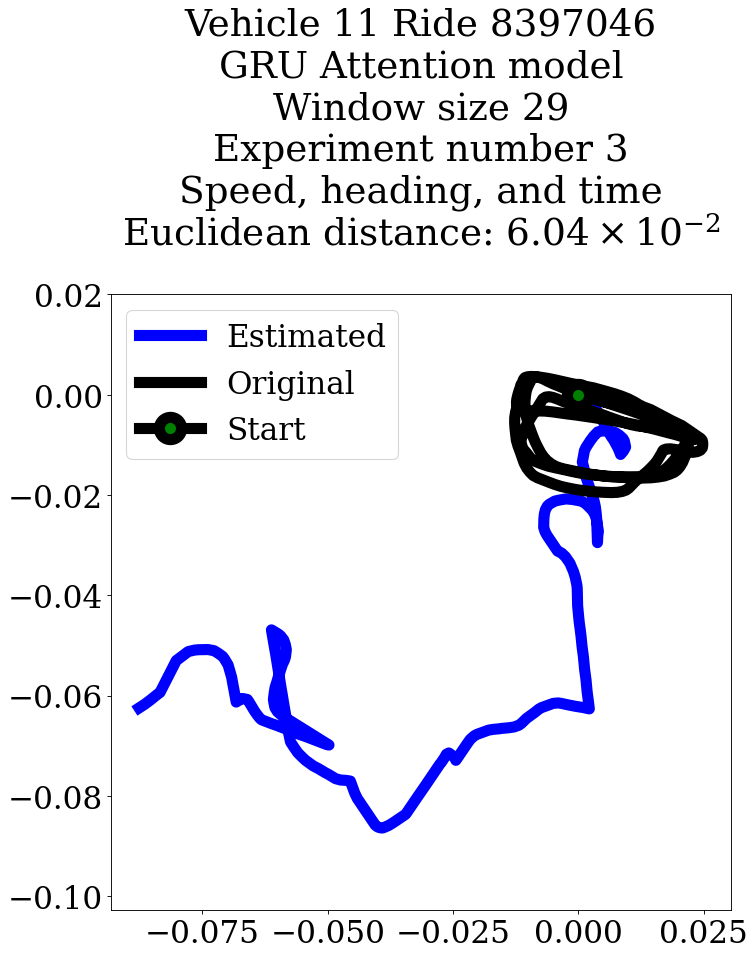 Vehicle 11 Ride 8397046
GRU Attention model
Window size 29
Experiment number 3
Speed, heading, and time
Euclidean distance: 6.04 × 10⁻²
Estimated
Original
Start
0.02
0.00
−0.02
−0.04
−0.06
−0.08
−0.10
−0.075 −0.050 −0.025 0.000 0.025